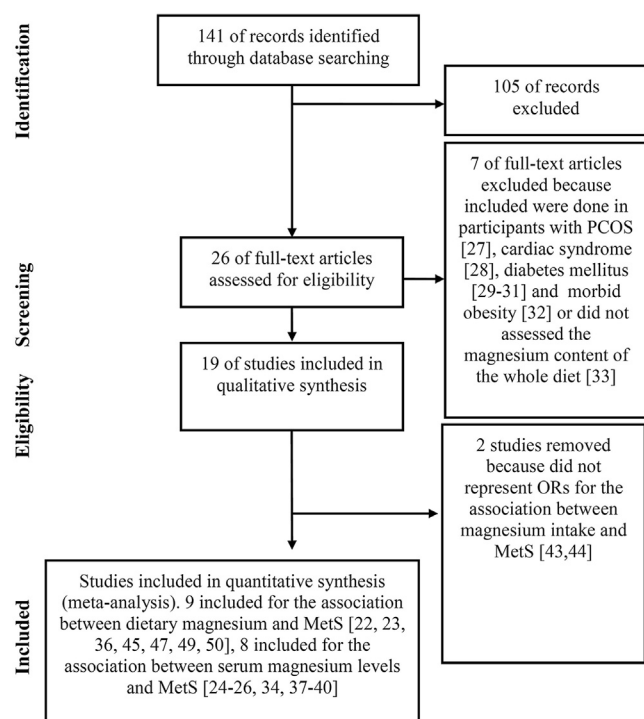 Identification
141 of records identified
through database searching
105 of records
excluded
Screening
26 of full-text articles
assessed for eligibility
7 of full-text articles
excluded because
included were done in
participants with PCOS
[27], cardiac syndrome
[28], diabetes mellitus
[29-31] and morbid
obesity [32] or did not
assessed the
magnesium content of
the whole diet [33]
Eligibility
19 of studies included in
qualitative synthesis
2 studies removed
because did not
represent ORs for the
association between
magnesium intake and
MetS [43,44]
Included
Studies included in quantitative synthesis
(meta-analysis). 9 included for the association
between dietary magnesium and MetS [22, 23,
36, 45, 47, 49, 50], 8 included for the
association between serum magnesium levels
and MetS [24-26, 34, 37-40]